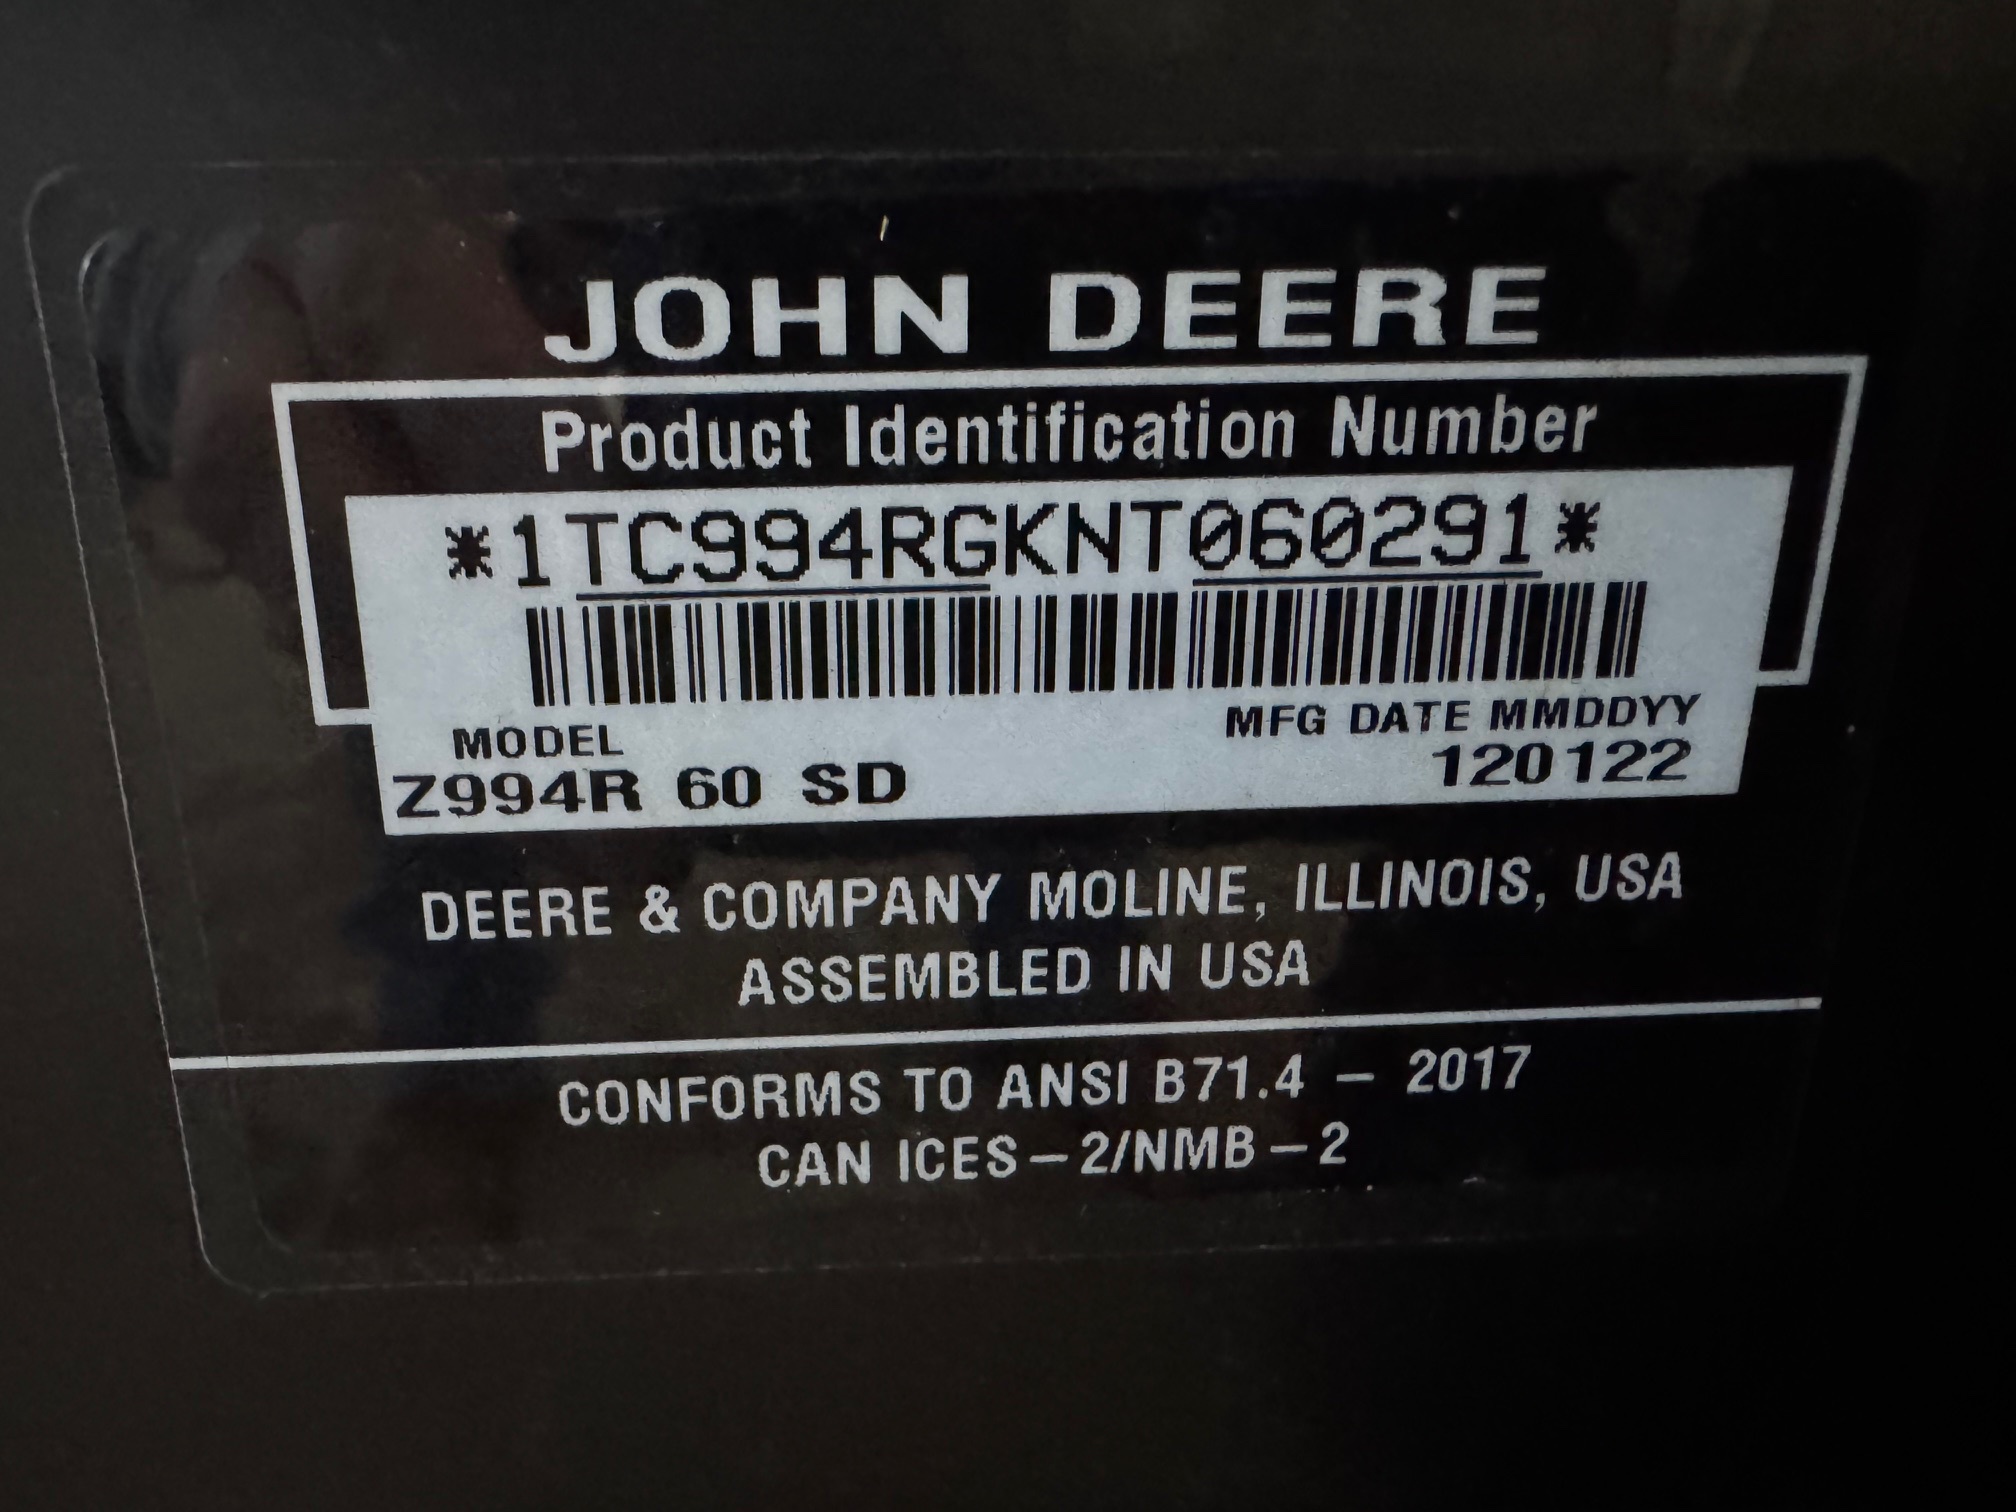 JOHN DEERE
Product Identification Number
*1TC994RGKNT060291*
MODEL
Z994R 60 SD
MFG DATE MMDDYY
120122
DEERE & COMPANY MOLINE, ILLINOIS, USA
ASSEMBLED IN USA
CONFORMS TO ANSI B71.4 – 2017
CAN ICES – 2/NMB – 2